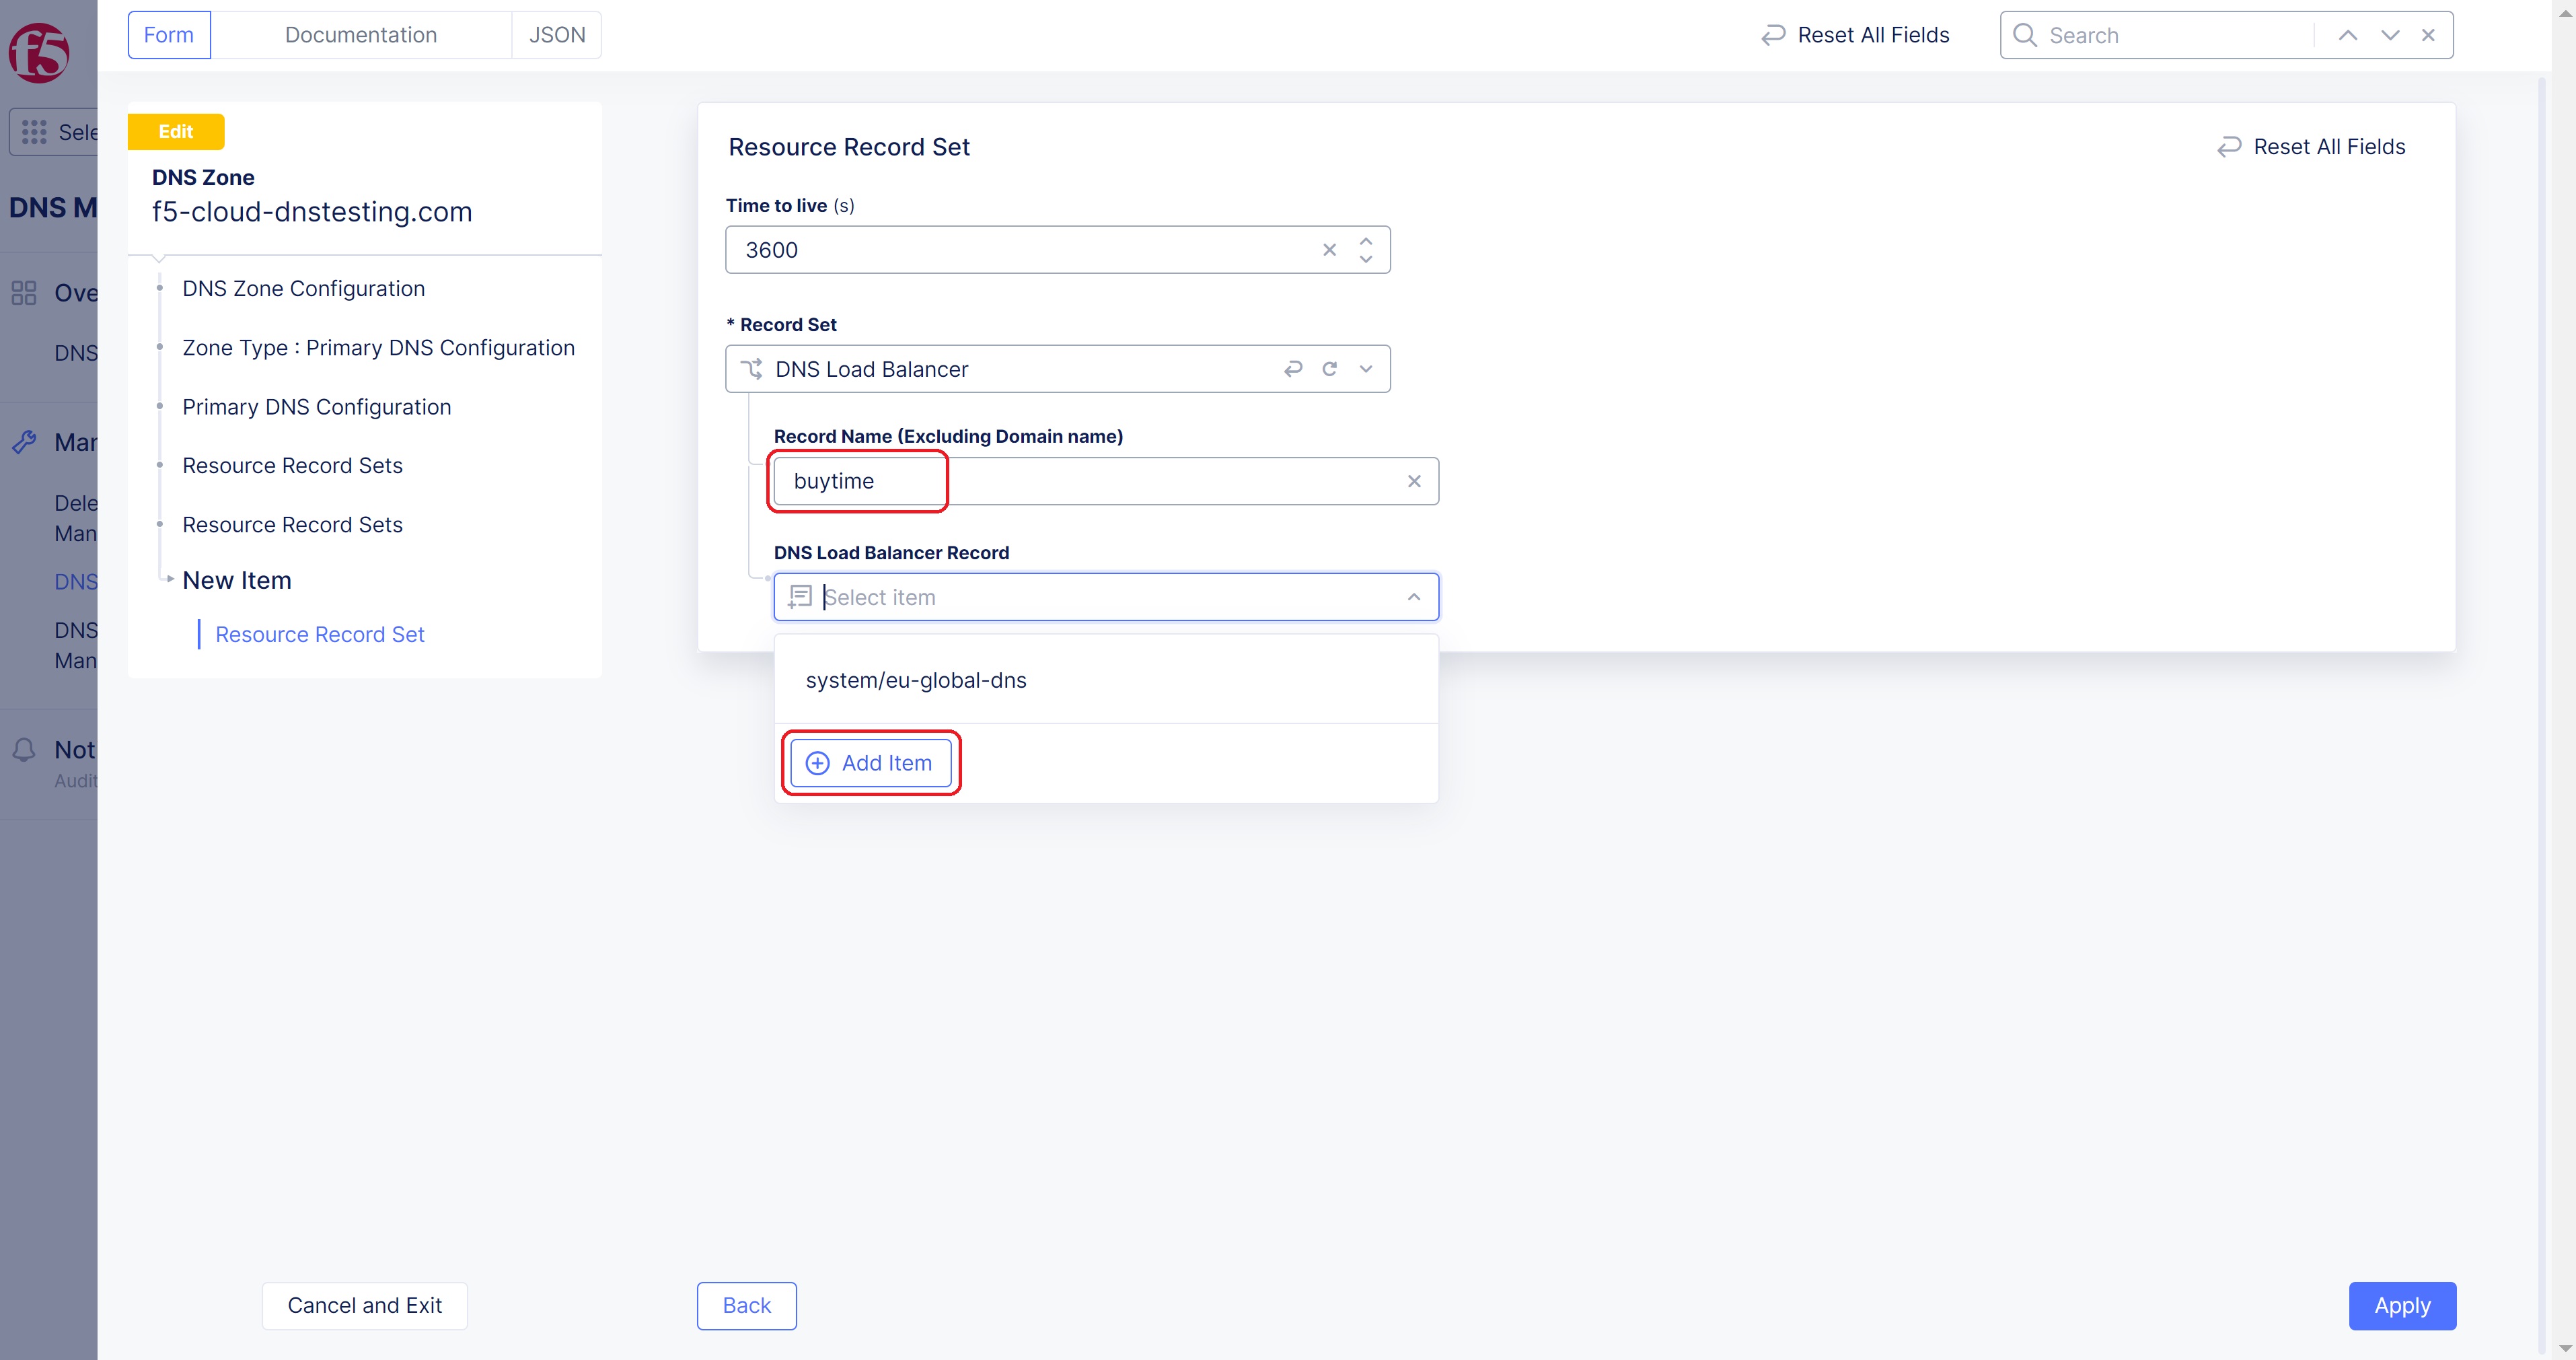 Form
Documentation
JSON
Reset All Fields
Search
f5
Sele
DNS M
Ove
DNS
Man
Dele
Man
DNS
DNS
Man
Not
Audit
Edit
DNS Zone
f5-cloud-dnstesting.com
DNS Zone Configuration
Zone Type : Primary DNS Configuration
Primary DNS Configuration
Resource Record Sets
Resource Record Sets
New Item
Resource Record Set
Resource Record Set
Reset All Fields
Time to live (s)
3600
* Record Set
DNS Load Balancer
Record Name (Excluding Domain name)
buytime
DNS Load Balancer Record
Select item
system/eu-global-dns
Add Item
Cancel and Exit
Back
Apply